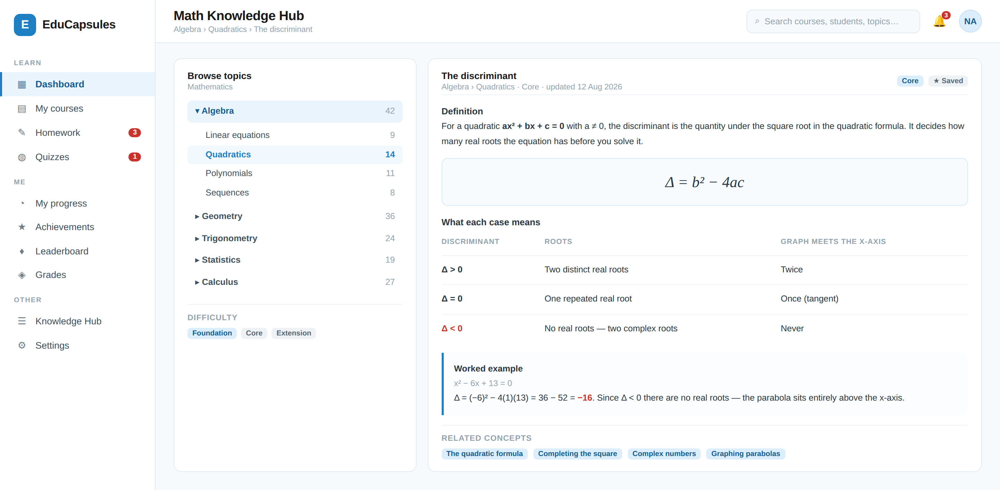 E EduCapsules
LEARN
Dashboard
My courses
Homework 3
Quizzes 1
ME
My progress
Achievements
Leaderboard
Grades
OTHER
Knowledge Hub
Settings
Math Knowledge Hub
Algebra › Quadratics › The discriminant
Search courses, students, topics…
3
NA
Browse topics
Mathematics
▾ Algebra 42
Linear equations 9
Quadratics 14
Polynomials 11
Sequences 8
▸ Geometry 36
▸ Trigonometry 24
▸ Statistics 19
▸ Calculus 27
DIFFICULTY
Foundation Core Extension
The discriminant
Algebra › Quadratics · Core · updated 12 Aug 2026
Core ★ Saved
Definition
For a quadratic ax² + bx + c = 0 with a ≠ 0, the discriminant is the quantity under the square root in the quadratic formula. It decides how
many real roots the equation has before you solve it.
Δ = b² − 4ac
What each case means
DISCRIMINANT ROOTS GRAPH MEETS THE X-AXIS
Δ > 0 Two distinct real roots Twice
Δ = 0 One repeated real root Once (tangent)
Δ < 0 No real roots — two complex roots Never
Worked example
x² − 6x + 13 = 0
Δ = (−6)² − 4(1)(13) = 36 − 52 = −16. Since Δ < 0 there are no real roots — the parabola sits entirely above the x-axis.
RELATED CONCEPTS
The quadratic formula Completing the square Complex numbers Graphing parabolas